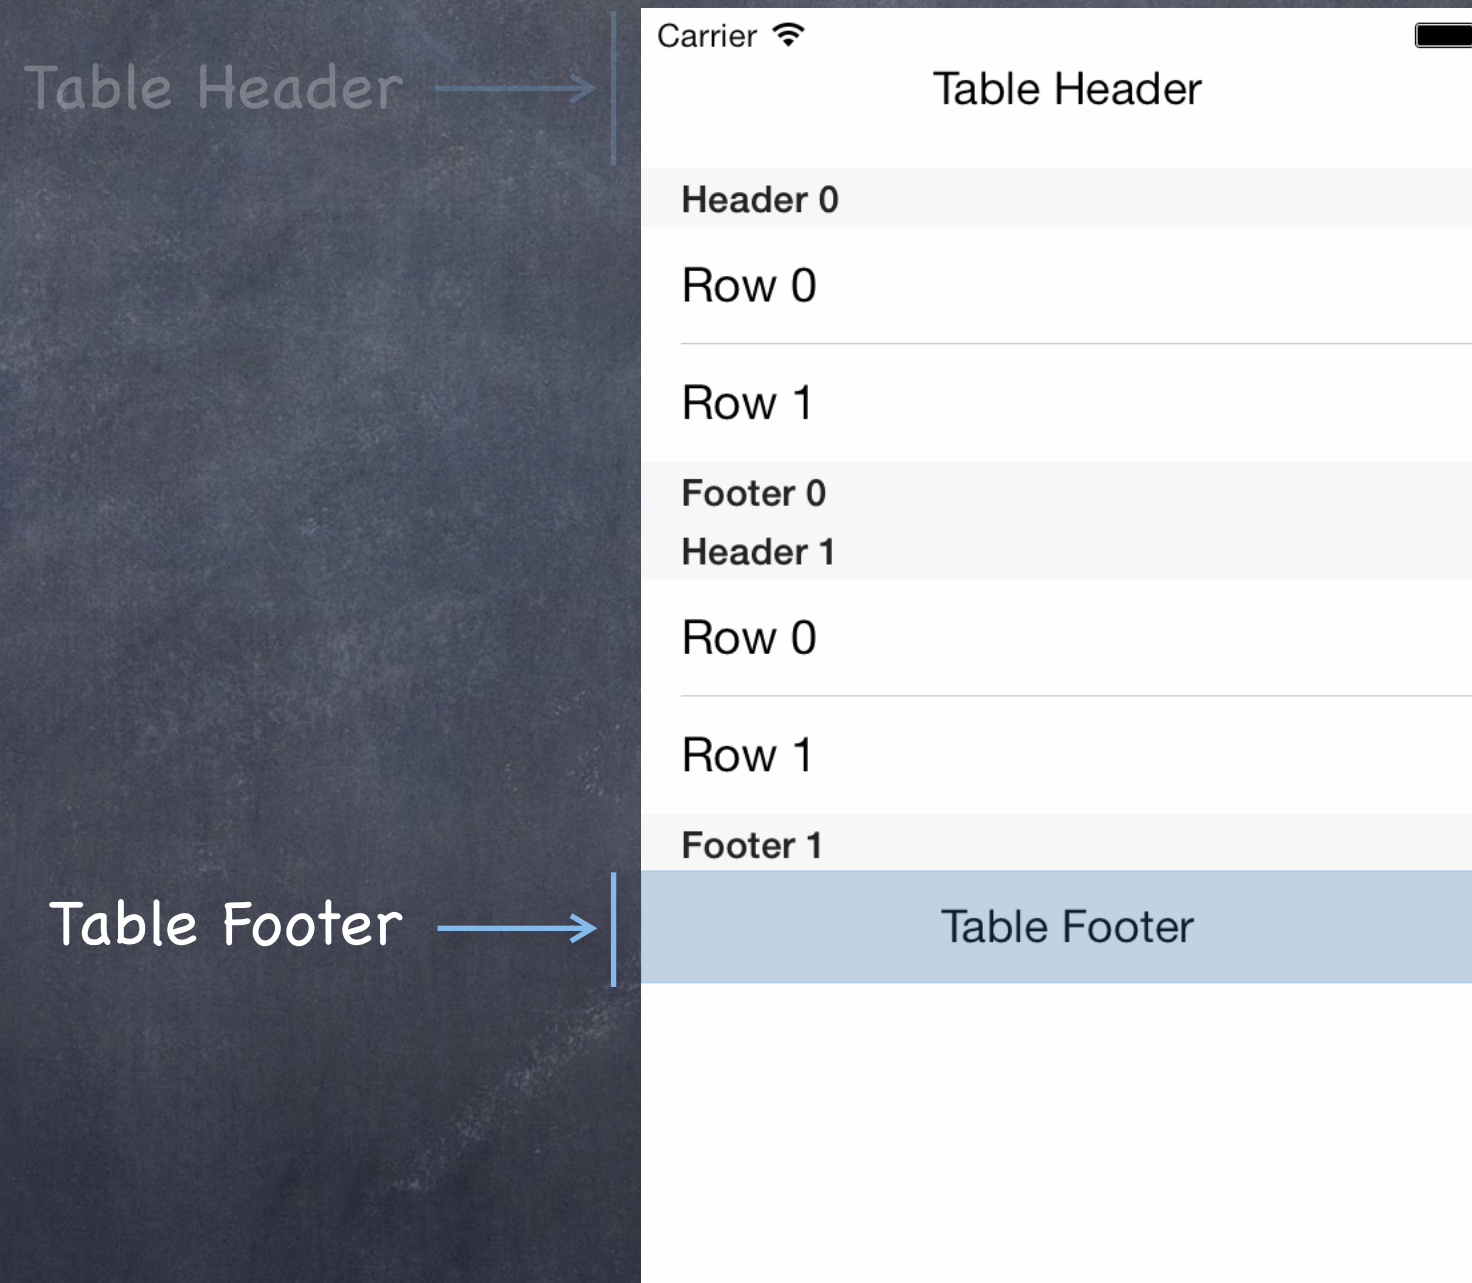 Carrier
Table Header
Table Header
Header 0
Row 0
Row 1
Footer 0
Header 1
Row 0
Row 1
Footer 1
Table Footer
Table Footer